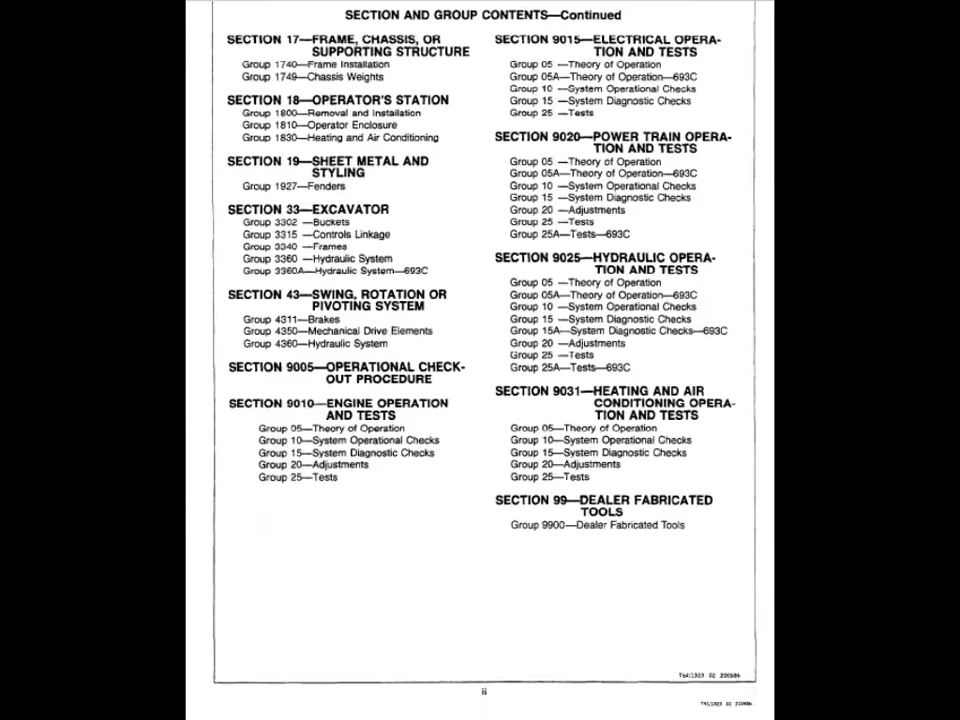 SECTION AND GROUP CONTENTS—Continued
SECTION 17—FRAME, CHASSIS, OR
SUPPORTING STRUCTURE
Group 1740—Frame Installation
Group 1749—Chassis Weights
SECTION 18—OPERATOR'S STATION
Group 1800—Removal and Installation
Group 1810—Operator Enclosure
Group 1830—Heating and Air Conditioning
SECTION 19—SHEET METAL AND
STYLING
Group 1927—Fenders
SECTION 33—EXCAVATOR
Group 3302 —Buckets
Group 3315 —Controls Linkage
Group 3340 —Frames
Group 3360 —Hydraulic System
Group 3360A—Hydraulic System—693C
SECTION 43—SWING, ROTATION OR
PIVOTING SYSTEM
Group 4311—Brakes
Group 4350—Mechanical Drive Elements
Group 4360—Hydraulic System
SECTION 9005—OPERATIONAL CHECK-
OUT PROCEDURE
SECTION 9010—ENGINE OPERATION
AND TESTS
Group 05—Theory of Operation
Group 10—System Operational Checks
Group 15—System Diagnostic Checks
Group 20—Adjustments
Group 25—Tests
SECTION 9015—ELECTRICAL OPERA-
TION AND TESTS
Group 05 —Theory of Operation
Group 05A—Theory of Operation—693C
Group 10 —System Operational Checks
Group 15 —System Diagnostic Checks
Group 25 —Tests
SECTION 9020—POWER TRAIN OPERA-
TION AND TESTS
Group 05 —Theory of Operation
Group 05A—Theory of Operation—693C
Group 10 —System Operational Checks
Group 15 —System Diagnostic Checks
Group 20 —Adjustments
Group 25 —Tests
Group 25A—Tests—693C
SECTION 9025—HYDRAULIC OPERA-
TION AND TESTS
Group 05 —Theory of Operation
Group 05A—Theory of Operation—693C
Group 10 —System Operational Checks
Group 15 —System Diagnostic Checks
Group 15A—System Diagnostic Checks—693C
Group 20 —Adjustments
Group 25 —Tests
Group 25A—Tests—693C
SECTION 9031—HEATING AND AIR
CONDITIONING OPERA-
TION AND TESTS
Group 05—Theory of Operation
Group 10—System Operational Checks
Group 15—System Diagnostic Checks
Group 20—Adjustments
Group 25—Tests
SECTION 99—DEALER FABRICATED
TOOLS
Group 9900—Dealer Fabricated Tools
ii